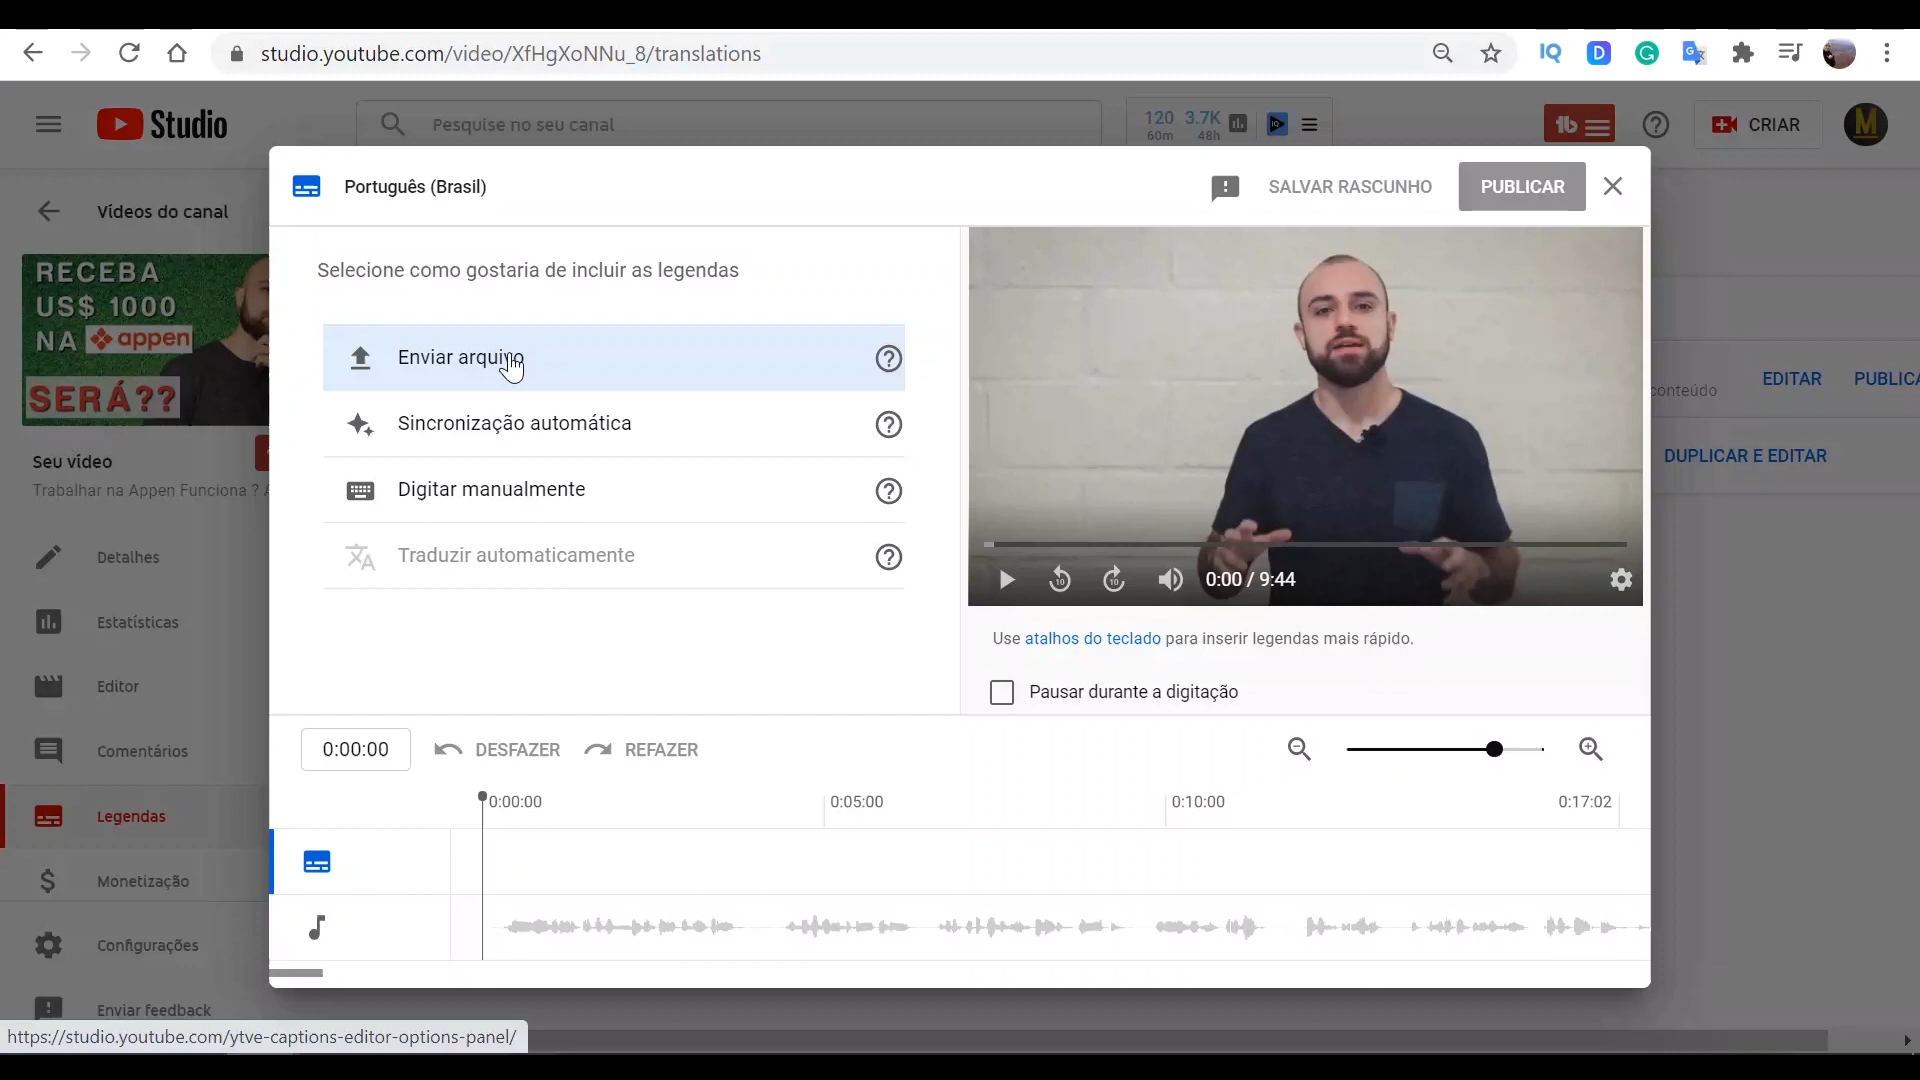 studio.youtube.com/video/XfHgXoNNu_8/translations
Studio
Pesquise no seu canal
120 3.7K
60m 48h
CRIAR
Português (Brasil)
SALVAR RASCUNHO
PUBLICAR
Vídeos do canal
RECEBA
US$ 1000
NA appen
SERÁ??
Seu vídeo
Trabalhar na Appen Funciona ?
Detalhes
Estatísticas
Editor
Comentários
Legendas
Monetização
Configurações
Enviar feedback
Selecione como gostaria de incluir as legendas
Enviar arquivo
Sincronização automática
Digitar manualmente
Traduzir automaticamente
0:00 / 9:44
Use atalhos do teclado para inserir legendas mais rápido.
Pausar durante a digitação
conteúdo
EDITAR
PUBLICA
DUPLICAR E EDITAR
0:00:00
DESFAZER
REFAZER
0:00:00
0:05:00
0:10:00
0:17:02
https://studio.youtube.com/ytve-captions-editor-options-panel/